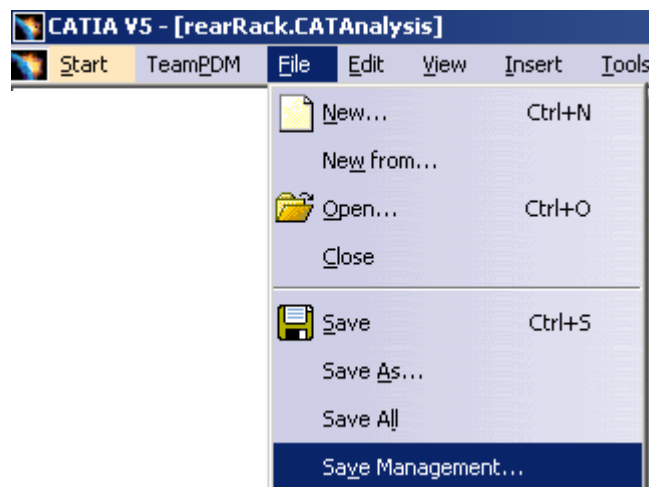 CATIA V5 - [rearRack.CATAnalysis]
Start TeamPDM File Edit View Insert Tools
New... Ctrl+N
New from...
Open... Ctrl+O
Close
Save Ctrl+S
Save As...
Save All
Save Management...